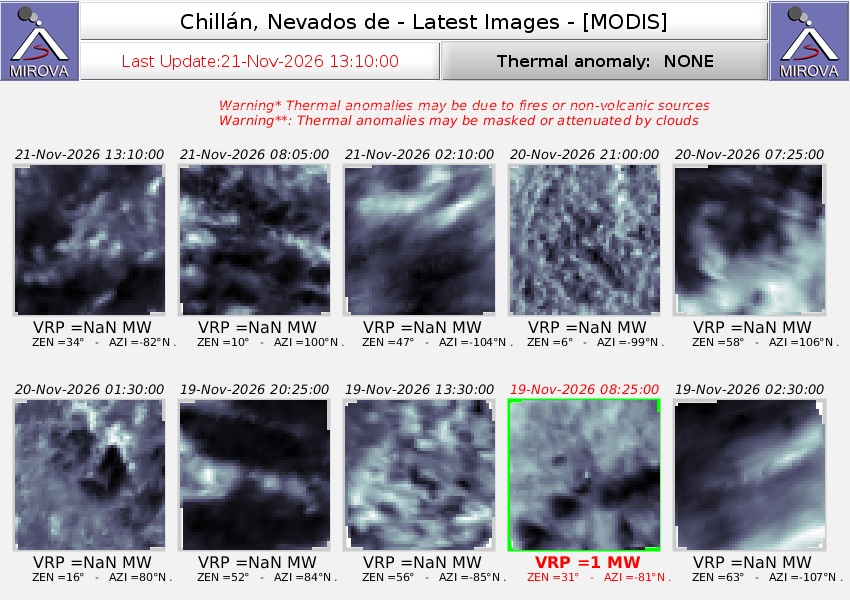 Chillán, Nevados de - Latest Images - [MODIS]
MIROVA
Last Update:21-Nov-2026 13:10:00
Thermal anomaly: NONE
MIROVA
Warning* Thermal anomalies may be due to fires or non-volcanic sources
Warning**: Thermal anomalies may be masked or attenuated by clouds
21-Nov-2026 13:10:00 21-Nov-2026 08:05:00 21-Nov-2026 02:10:00 20-Nov-2026 21:00:00 20-Nov-2026 07:25:00
VRP =NaN MW VRP =NaN MW VRP =NaN MW VRP =NaN MW VRP =NaN MW
ZEN =34° - AZI =-82°N . ZEN =10° - AZI =100°N . ZEN =47° - AZI =-104°N . ZEN =6° - AZI =-99°N . ZEN =58° - AZI =106°N .
20-Nov-2026 01:30:00 19-Nov-2026 20:25:00 19-Nov-2026 13:30:00 19-Nov-2026 08:25:00 19-Nov-2026 02:30:00
VRP =NaN MW VRP =NaN MW VRP =NaN MW VRP =1 MW VRP =NaN MW
ZEN =16° - AZI =80°N . ZEN =52° - AZI =84°N . ZEN =56° - AZI =-85°N . ZEN =31° - AZI =-81°N . ZEN =63° - AZI =-107°N .